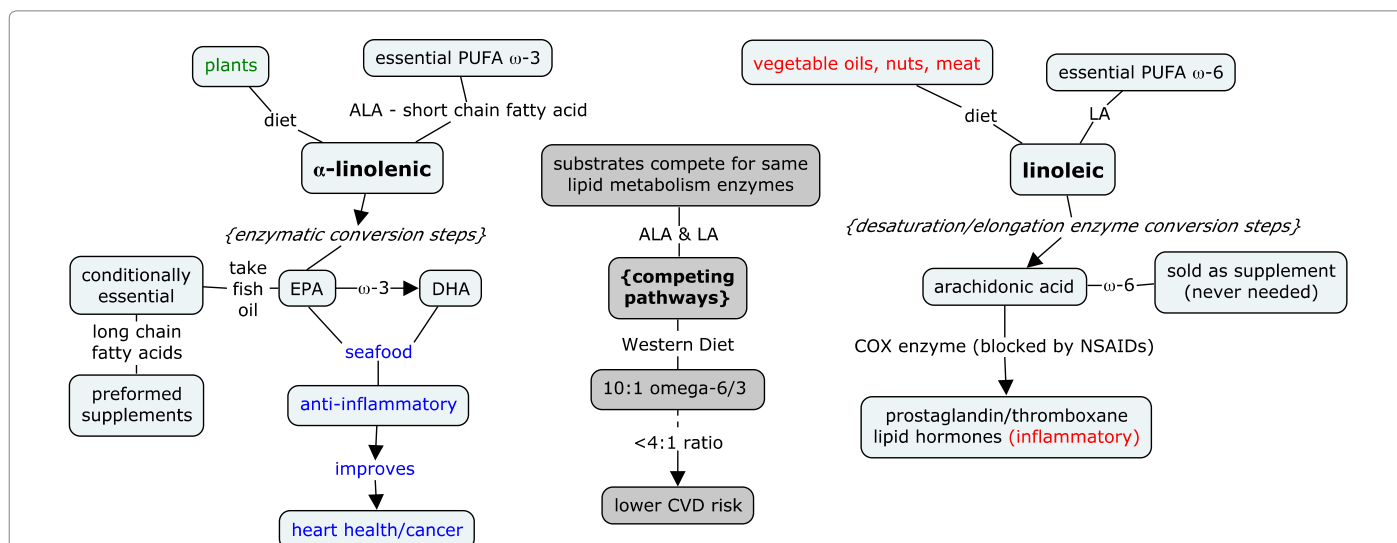 plants
essential PUFA ω-3
diet
ALA - short chain fatty acid
α-linolenic
{enzymatic conversion steps}
conditionally
essential
take
fish
oil
EPA
ω-3
DHA
long chain
fatty acids
preformed
supplements
seafood
anti-inflammatory
improves
heart health/cancer
substrates compete for same
lipid metabolism enzymes
ALA & LA
{competing
pathways}
Western Diet
10:1 omega-6/3
<4:1 ratio
lower CVD risk
vegetable oils, nuts, meat
essential PUFA ω-6
diet
LA
linoleic
{desaturation/elongation enzyme conversion steps}
arachidonic acid
ω-6
sold as supplement
(never needed)
COX enzyme (blocked by NSAIDs)
prostaglandin/thromboxane
lipid hormones (inflammatory)